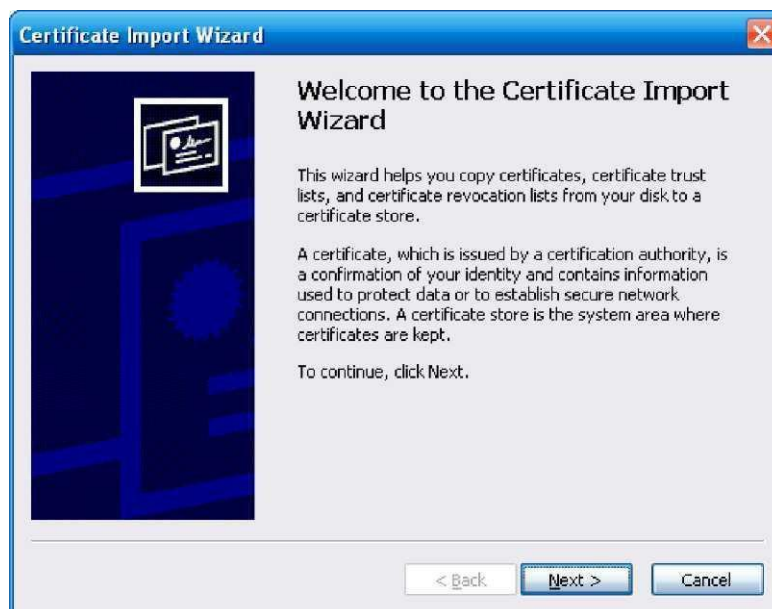 Certificate Import Wizard
Welcome to the Certificate Import
Wizard
This wizard helps you copy certificates, certificate trust
lists, and certificate revocation lists from your disk to a
certificate store.
A certificate, which is issued by a certification authority, is
a confirmation of your identity and contains information
used to protect data or to establish secure network
connections. A certificate store is the system area where
certificates are kept.
To continue, click Next.
< Back
Next >
Cancel